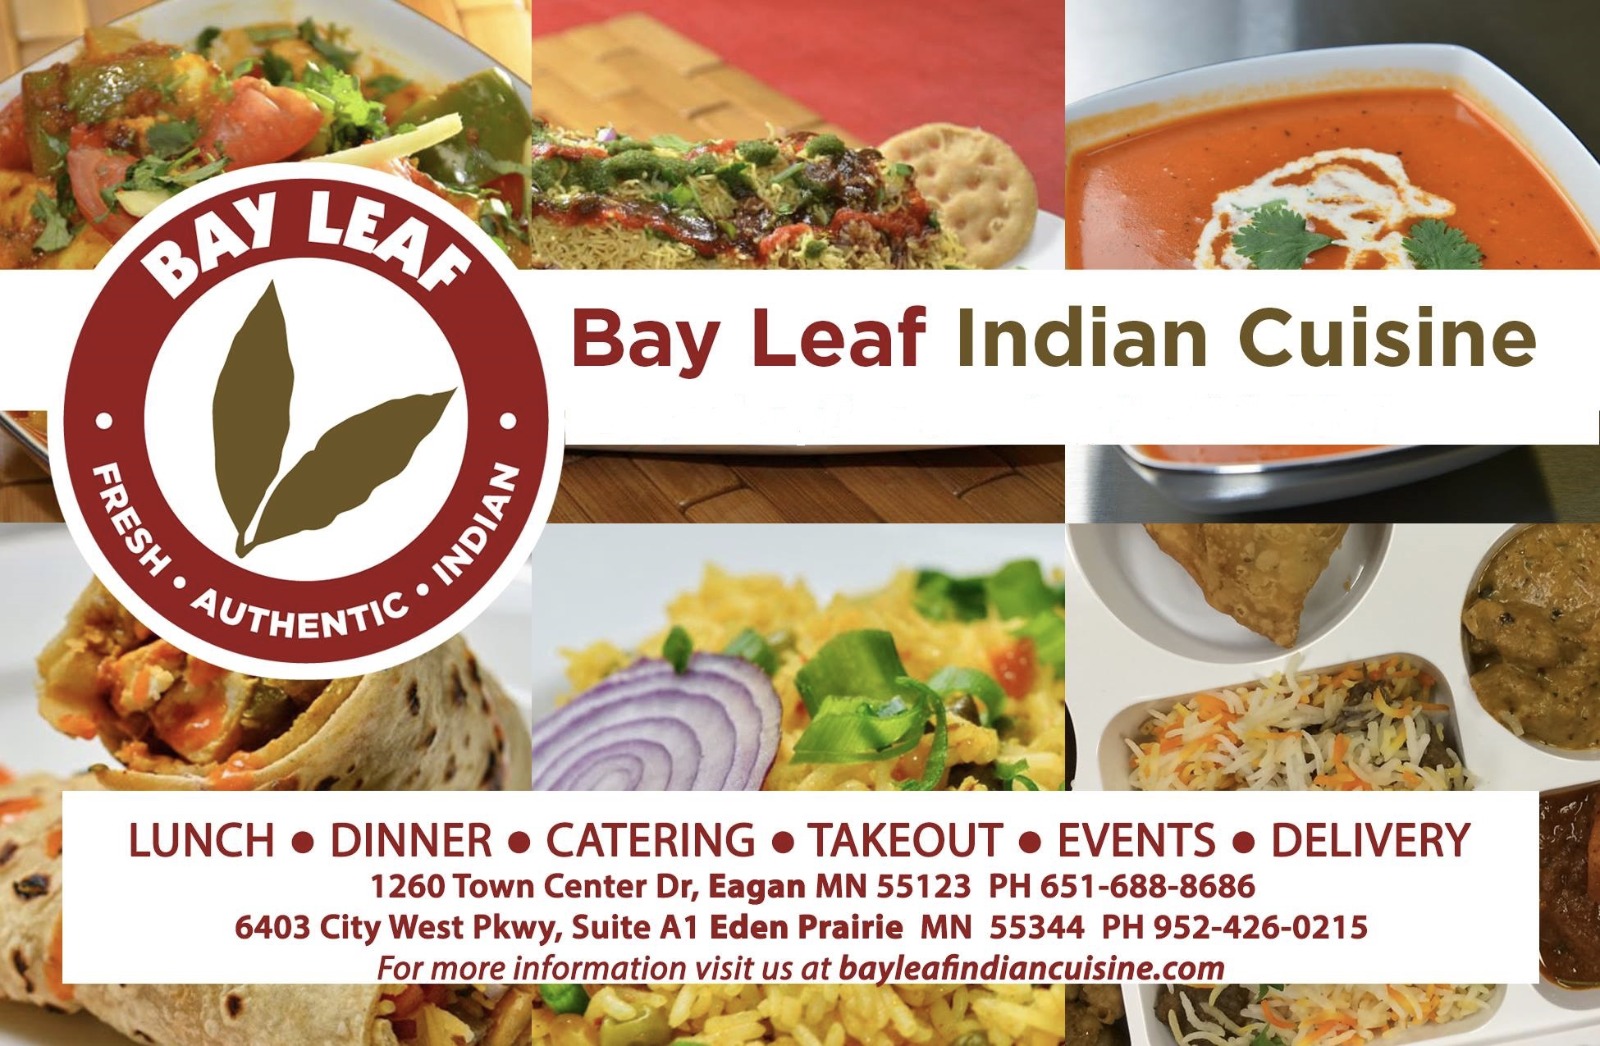 BAY LEAF
FRESH • AUTHENTIC • INDIAN
Bay Leaf Indian Cuisine
LUNCH ● DINNER ● CATERING ● TAKEOUT ● EVENTS ● DELIVERY
1260 Town Center Dr, Eagan MN 55123 PH 651-688-8686
6403 City West Pkwy, Suite A1 Eden Prairie MN 55344 PH 952-426-0215
For more information visit us at bayleafindiancuisine.com